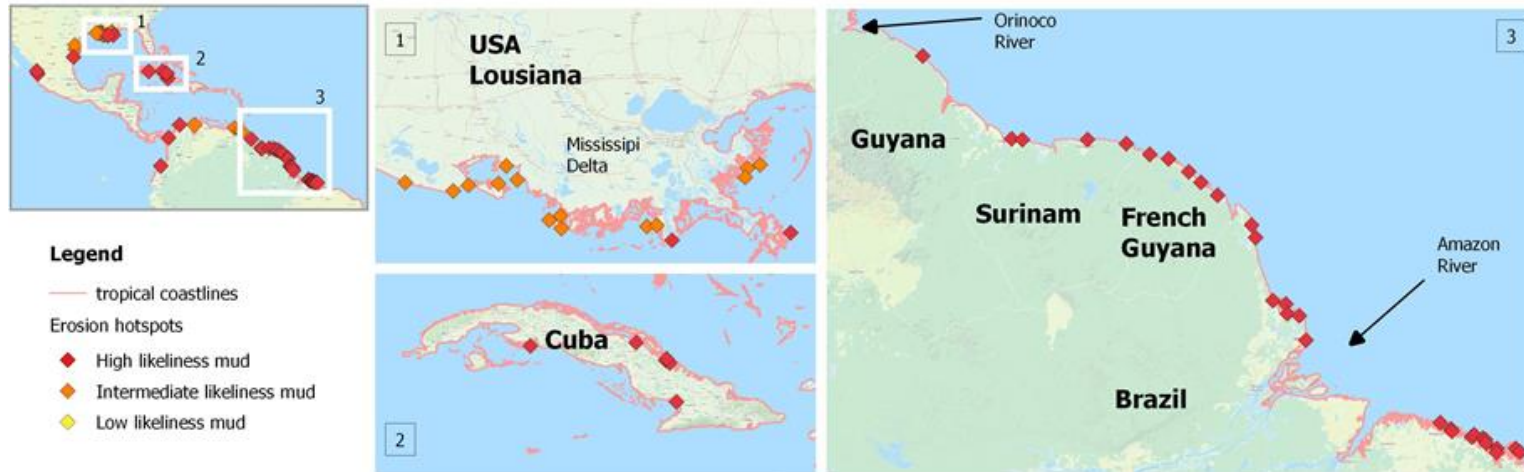 1
2
3
Legend
tropical coastlines
Erosion hotspots
High likeliness mud
Intermediate likeliness mud
Low likeliness mud
1
USA
Lousiana
Mississipi
Delta
Cuba
2
Orinoco
River
3
Guyana
Surinam
French
Guyana
Amazon
River
Brazil